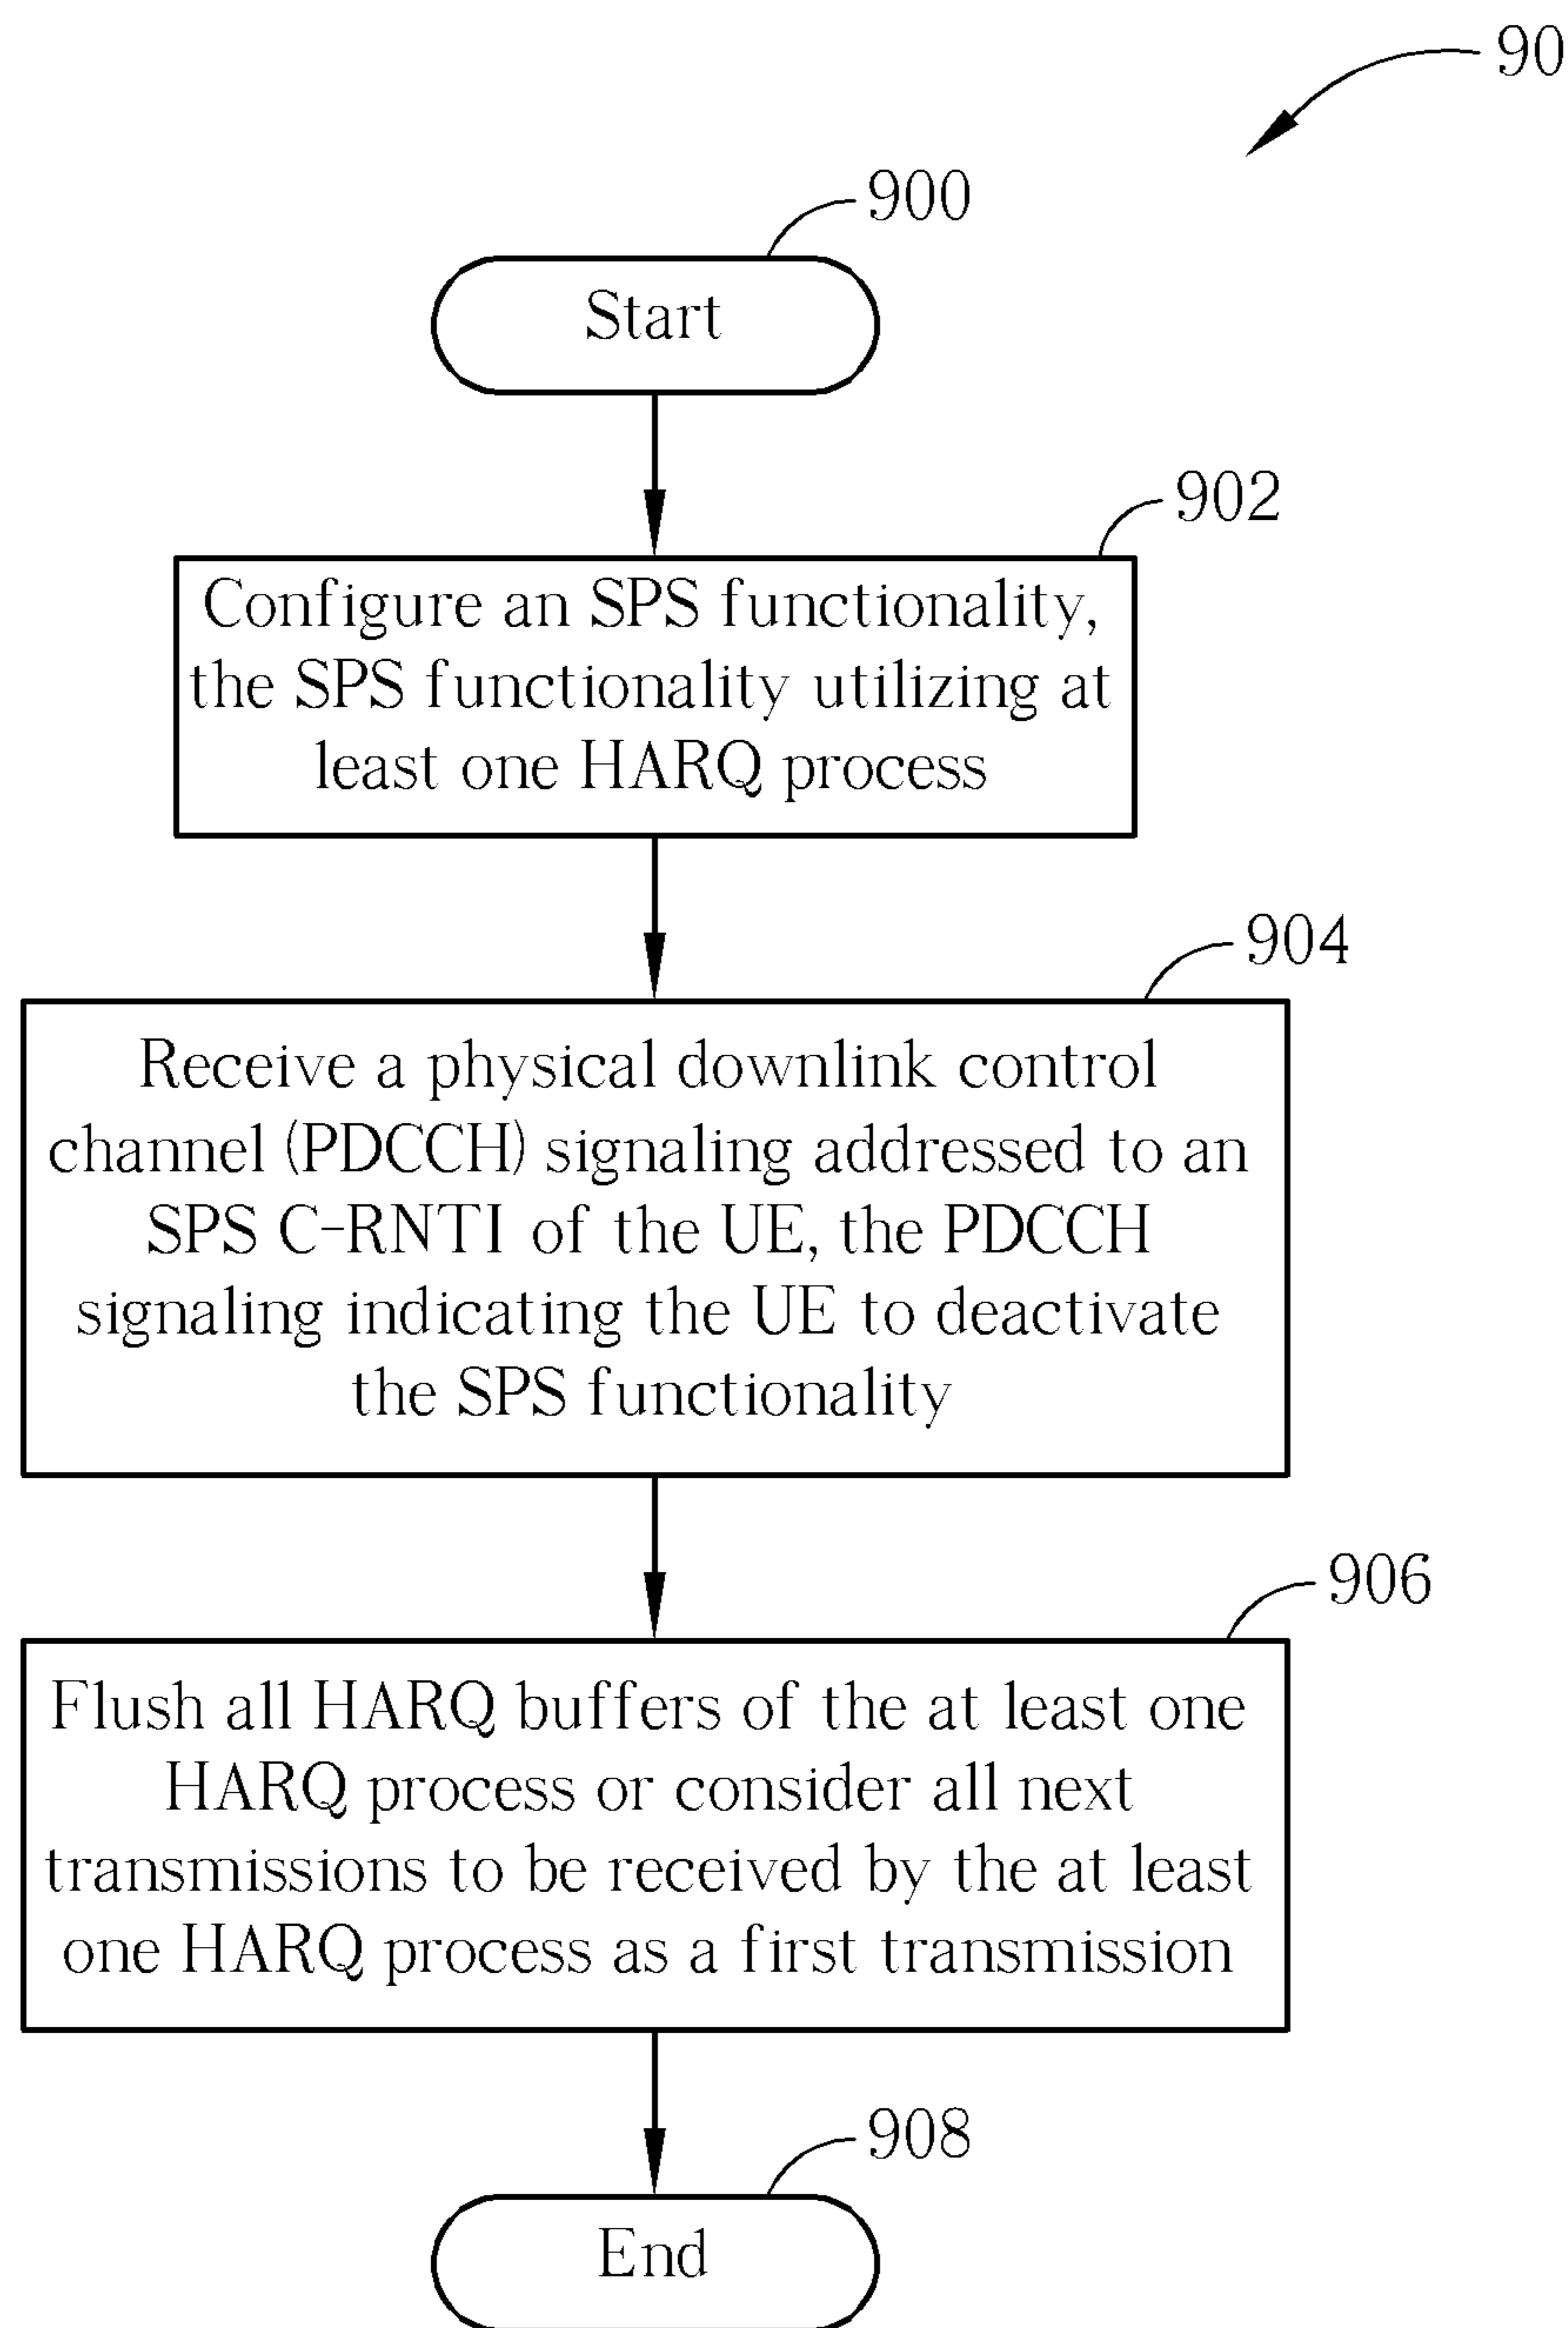 90
900
Start
902
Configure an SPS functionality,
the SPS functionality utilizing at
least one HARQ process
904
Receive a physical downlink control
channel (PDCCH) signaling addressed to an
SPS C-RNTI of the UE, the PDCCH
signaling indicating the UE to deactivate
the SPS functionality
906
Flush all HARQ buffers of the at least one
HARQ process or consider all next
transmissions to be received by the at least
one HARQ process as a first transmission
908
End